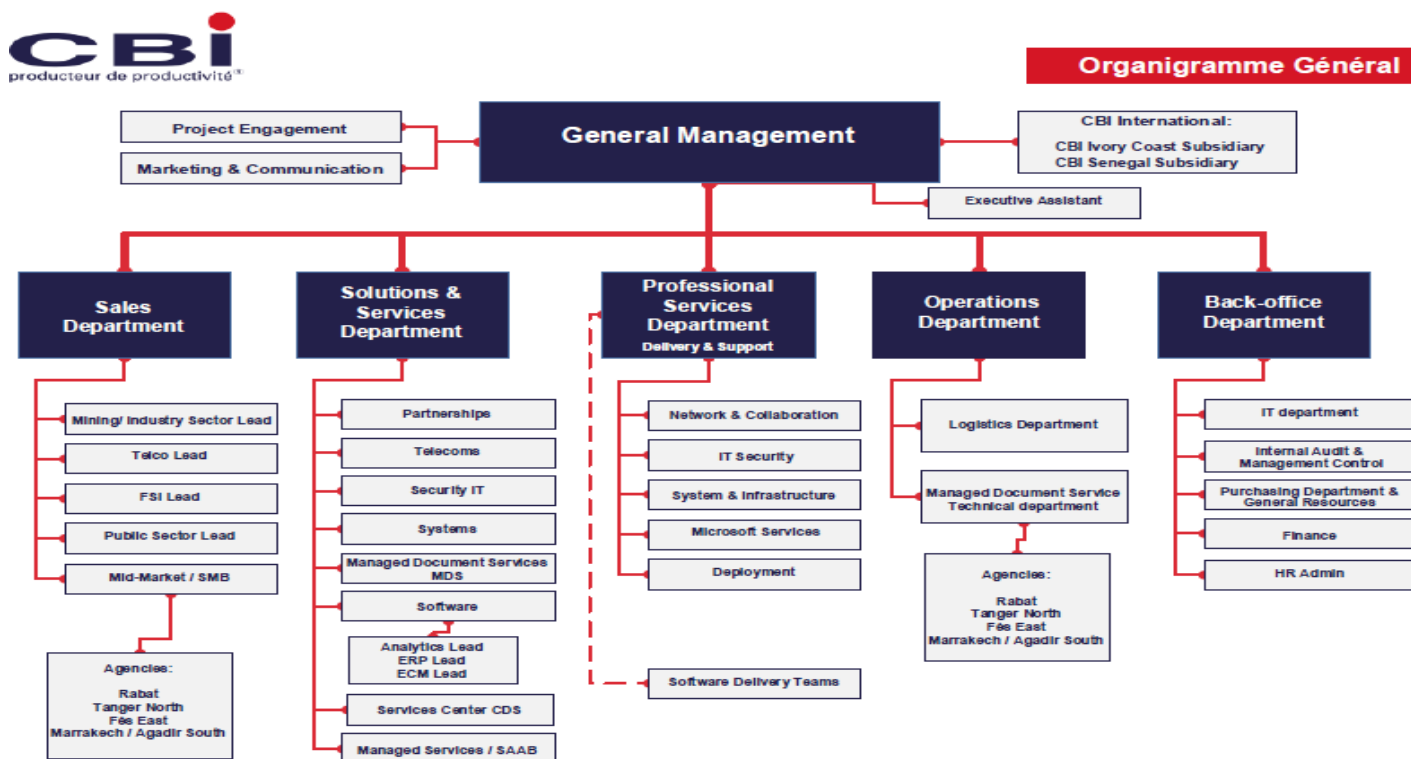 CBi
producteur de productivité®
Organigramme Général
Project Engagement
Marketing & Communication
General Management
CBI International:
CBI Ivory Coast Subsidiary
CBI Senegal Subsidiary
Executive Assistant
Sales
Department
Mining/ Industry Sector Lead
Telco Lead
FSI Lead
Public Sector Lead
Mid-Market / SMB
Agencies:
Rabat
Tanger North
Fés East
Marrakech / Agadir South
Solutions &
Services
Department
Partnerships
Telecoms
Security IT
Systems
Managed Document Services
MDS
Software
Analytics Lead
ERP Lead
ECM Lead
Services Center CDS
Managed Services / SAAB
Professional
Services
Department
Delivery & Support
Network & Collaboration
IT Security
System & Infrastructure
Microsoft Services
Deployment
Software Delivery Teams
Operations
Department
Logistics Department
Managed Document Service
Technical department
Agencies:
Rabat
Tanger North
Fés East
Marrakech / Agadir South
Back-office
Department
IT department
Internal Audit &
Management Control
Purchasing Department &
General Resources
Finance
HR Admin